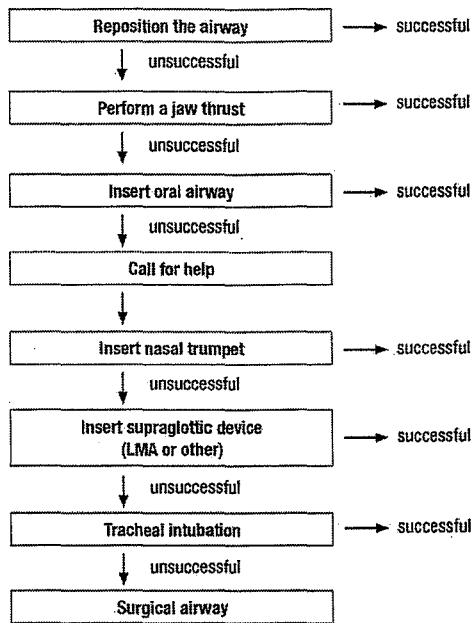 Reposition the airway
successful
unsuccessful
Perform a jaw thrust
successful
unsuccessful
Insert oral airway
successful
unsuccessful
Call for help
Insert nasal trumpet
successful
unsuccessful
Insert supraglottic device
(LMA or other)
successful
unsuccessful
Tracheal intubation
successful
unsuccessful
Surgical airway